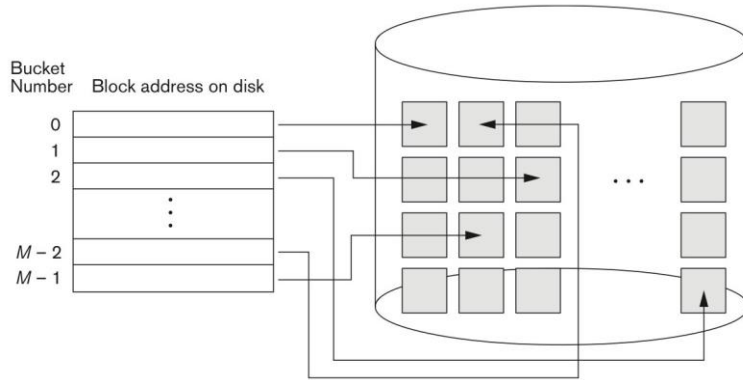 Bucket
Number Block address on disk
0
1
2
⋮
M – 2
M – 1
...